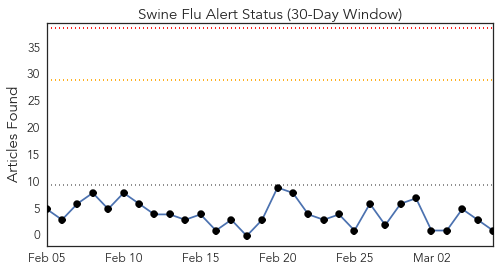 Swine Flu Alert Status (30-Day Window)
Articles Found
35
30
25
20
15
10
5
0
Feb 05 Feb 10 Feb 15 Feb 20 Feb 25 Mar 02